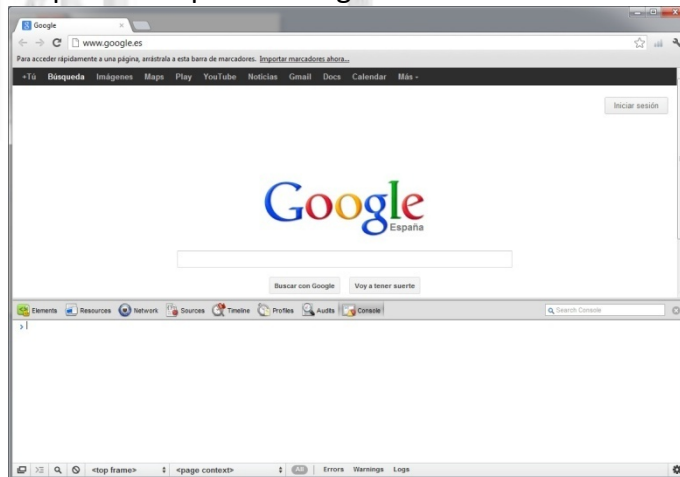 Google
www.google.es
Para acceder rápidamente a una página, arrástrala a esta barra de marcadores. Importar marcadores ahora...
+Tú Búsqueda Imágenes Maps Play YouTube Noticias Gmail Docs Calendar Más
Iniciar sesión
Google
España
Buscar con Google Voy a tener suerte
Elements Resources Network Sources Timeline Profiles Audits Console Search Console
>
<top frame> <page context> All Errors Warnings Logs